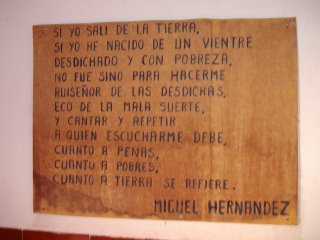 SI YO SALI DE LA TIERRA,
SI YO HE NACIDO DE UN VIENTRE
DESDICHADO Y CON POBREZA,
NO FUE SINO PARA HACERME
RUISEÑOR DE LAS DESDICHAS,
ECO DE LA MALA SUERTE,
Y CANTAR Y REPETIR
A QUIEN ESCUCHARME DEBE,
CUANTO A PENAS,
CUANTO A POBRES,
CUANTO A TIERRA SE REFIERE.
MIGUEL HERNANDEZ